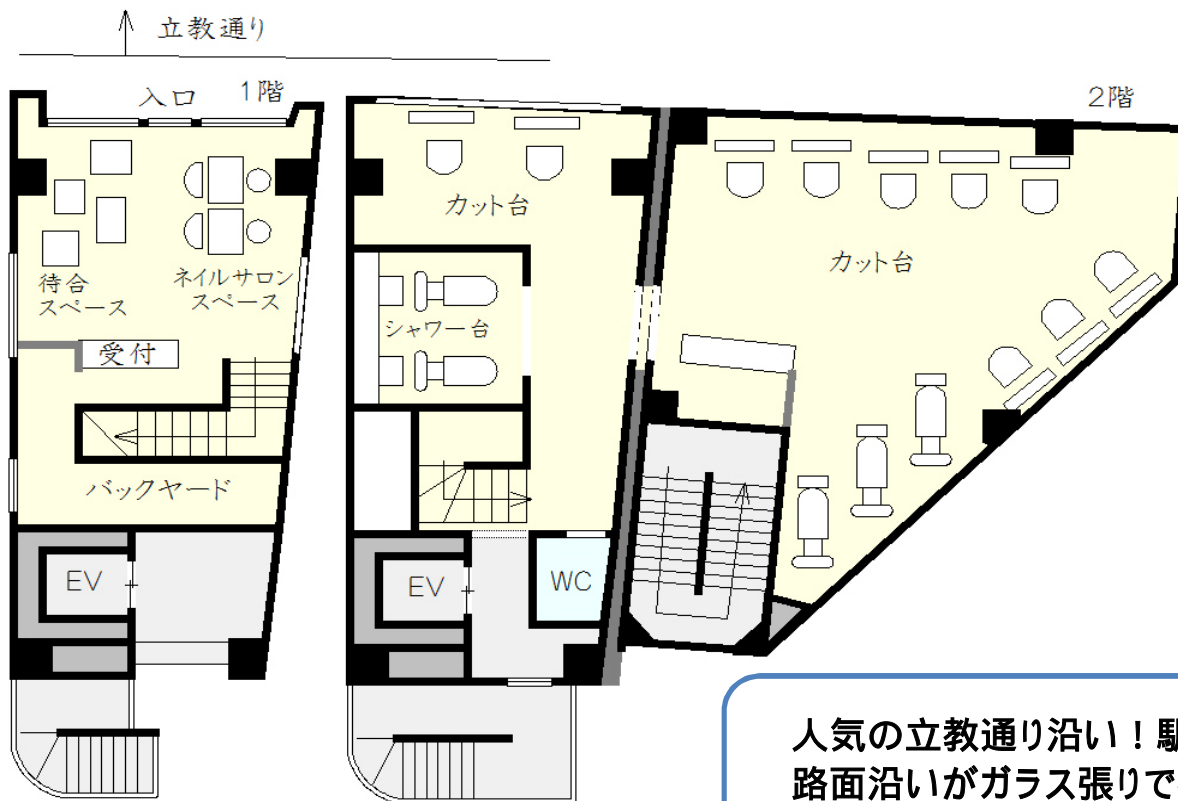 立教通り
入口
1階
2階
カット台
カット台
待合
スペース
ネイルサロン
スペース
シャワー台
受付
バックヤード
EV
EV
WC
人気の立教通り沿い！
路面沿いがガラス張りで